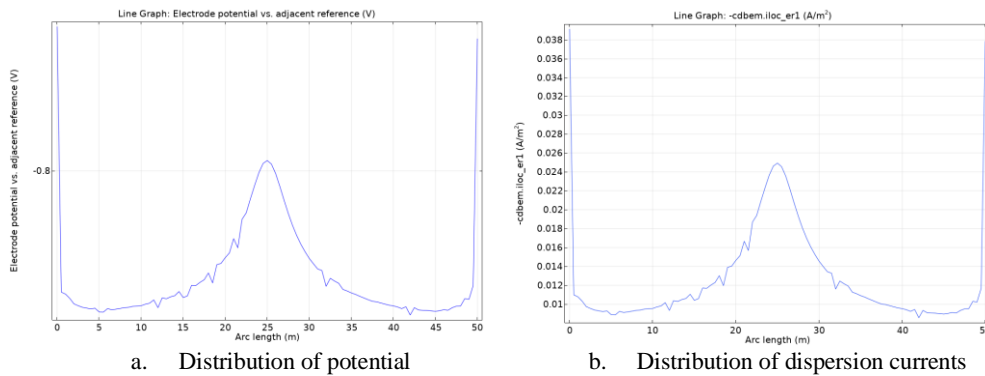 Line Graph: Electrode potential vs. adjacent reference (V)
Electrode potential vs. adjacent reference (V)
-0.8
0 5 10 15 20 25 30 35 40 45 50
Arc length (m)
a. Distribution of potential
Line Graph: -cdbem.iloc_er1 (A/m²)
-cdbem.iloc_er1 (A/m²)
0.038
0.036
0.034
0.032
0.03
0.028
0.026
0.024
0.022
0.02
0.018
0.016
0.014
0.012
0.01
0 20 40 5
Arc length (m)
b. Distribution of dispersion currents